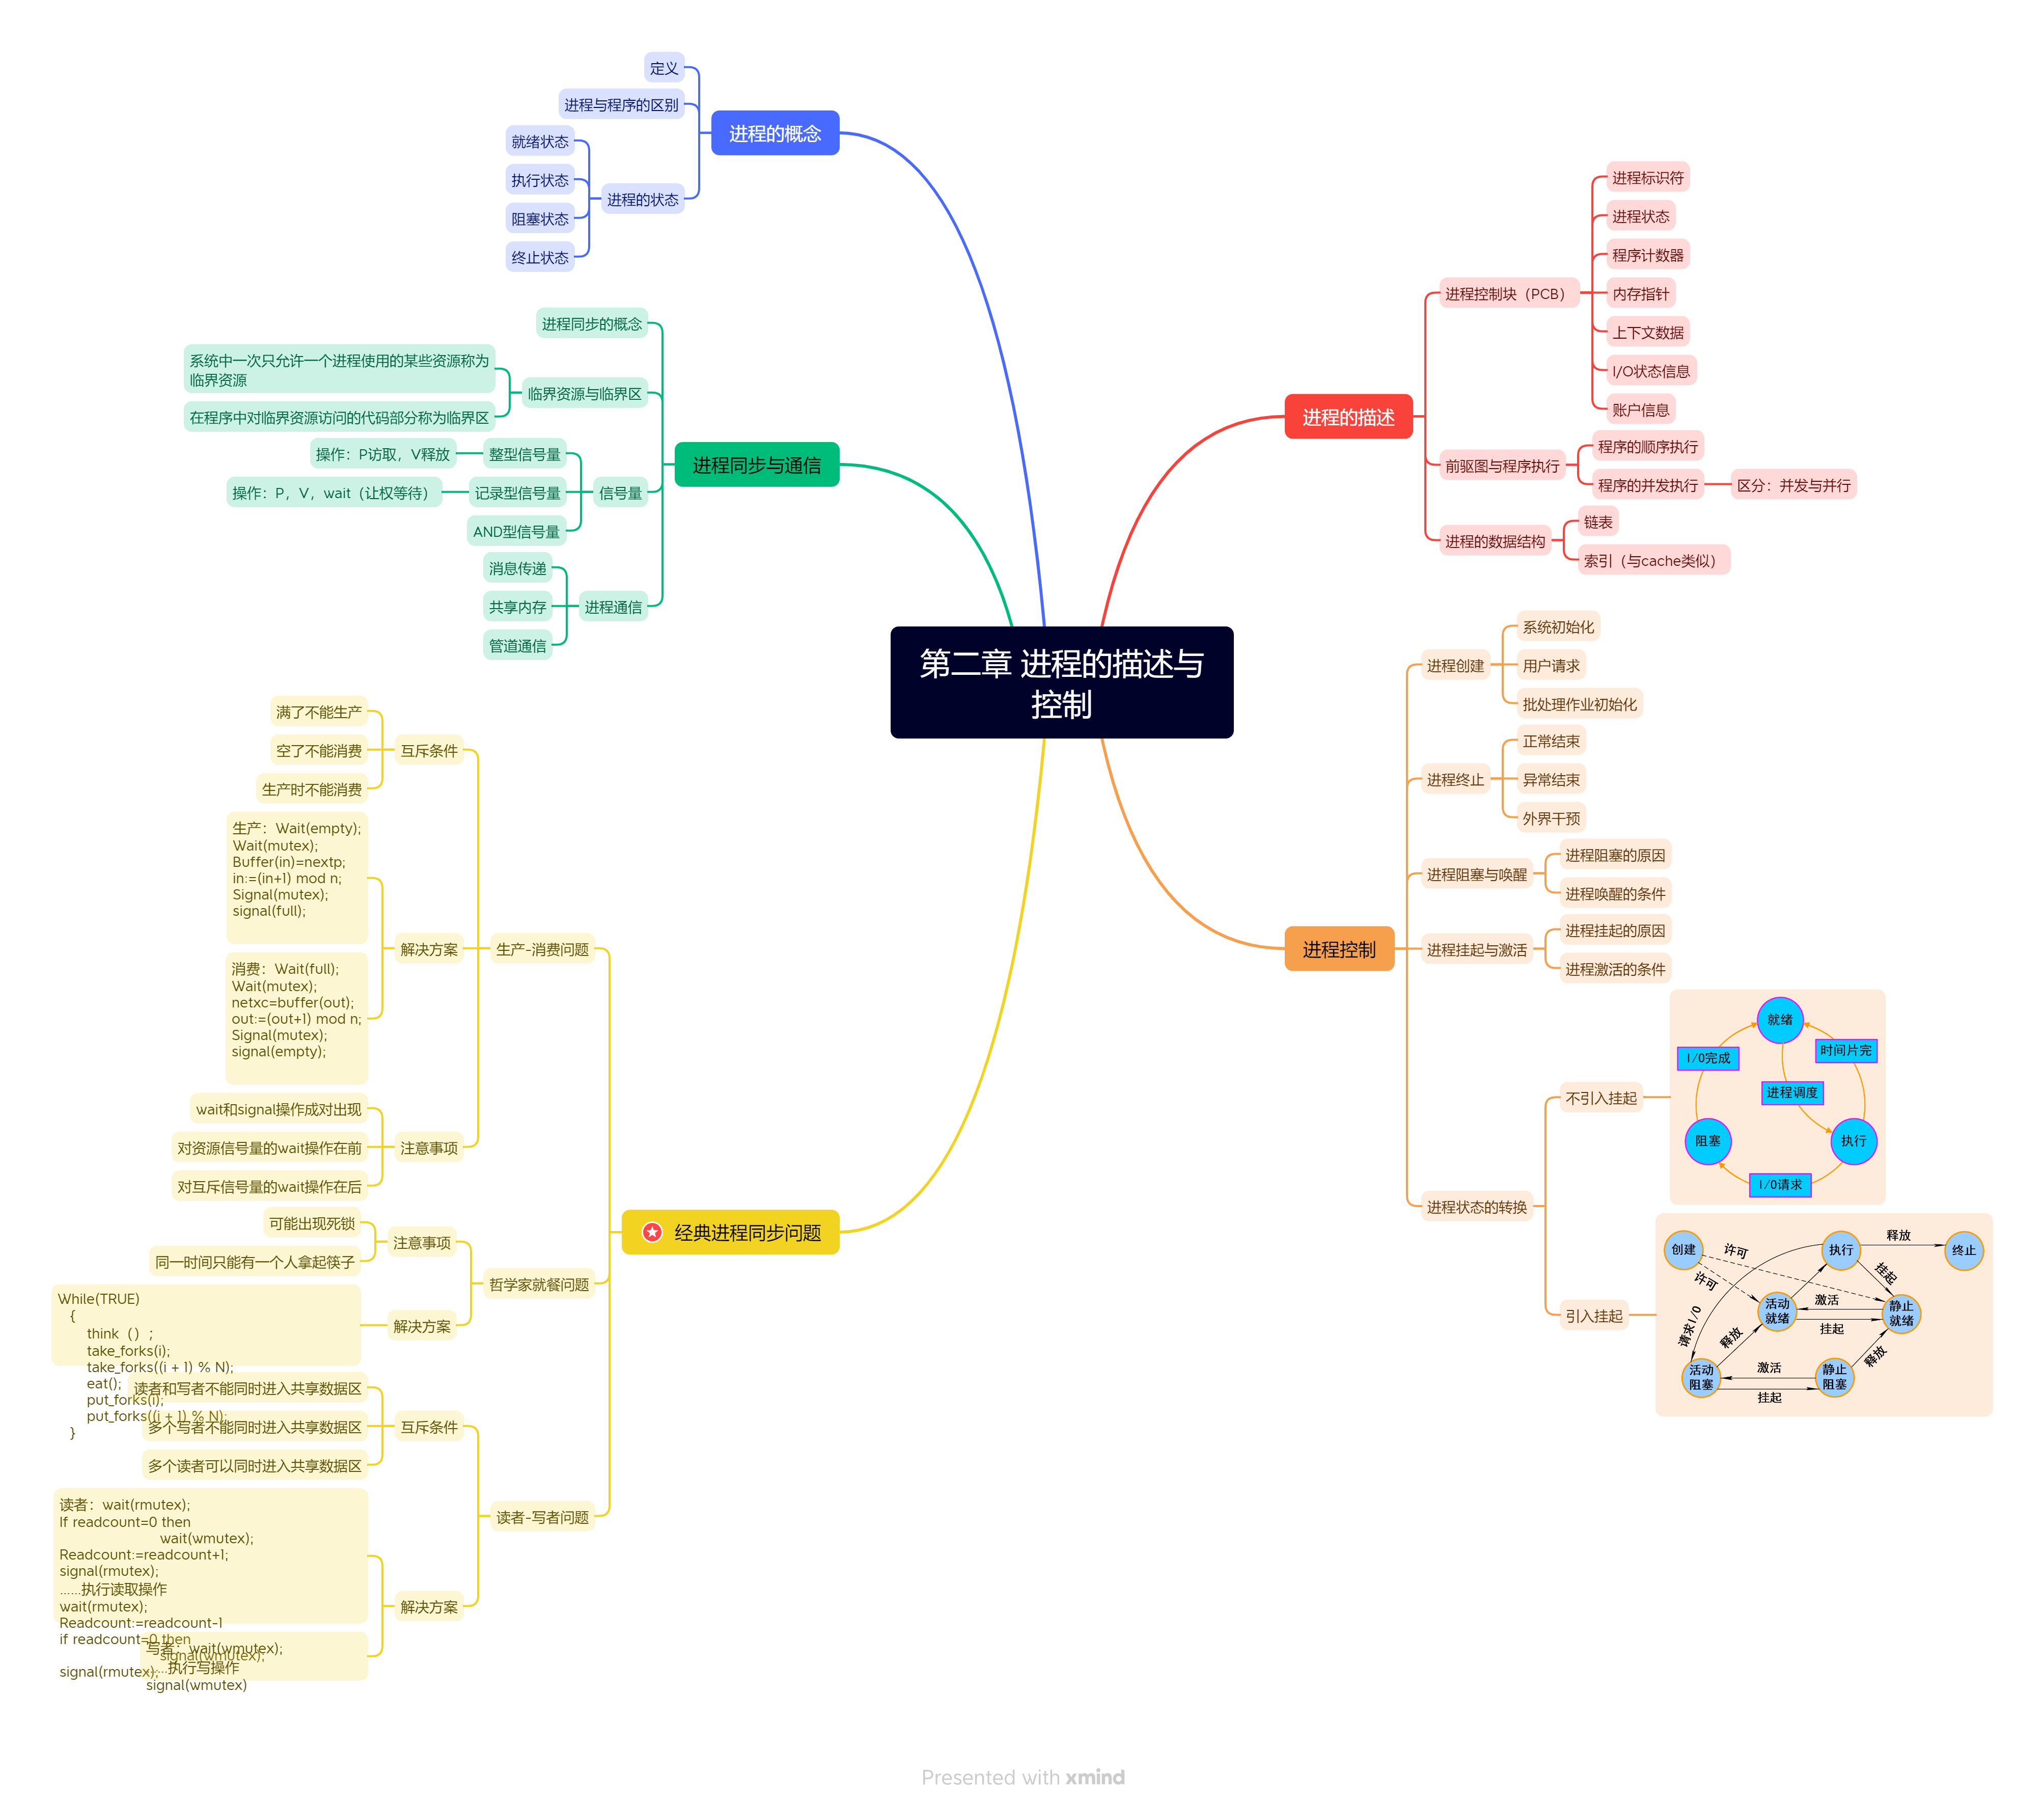 第二章 进程的描述与
控制
进程的概念
定义
进程与程序的区别
进程的状态
就绪状态
执行状态
阻塞状态
终止状态
进程同步与通信
进程同步的概念
临界资源与临界区
系统中一次只允许一个进程使用的某些资源称为
临界资源
在程序中对临界资源访问的代码部分称为临界区
信号量
整型信号量
操作：P访取，V释放
记录型信号量
操作：P，V，wait（让权等待）
AND型信号量
进程通信
消息传递
共享内存
管道通信
经典进程同步问题
生产-消费问题
互斥条件
满了不能生产
空了不能消费
生产时不能消费
解决方案
生产：Wait(empty);
Wait(mutex);
Buffer(in)=nextp;
in:=(in+1) mod n;
Signal(mutex);
signal(full);
消费：Wait(full);
Wait(mutex);
netxc=buffer(out);
out:=(out+1) mod n;
Signal(mutex);
signal(empty);
注意事项
wait和signal操作成对出现
对资源信号量的wait操作在前
对互斥信号量的wait操作在后
哲学家就餐问题
注意事项
可能出现死锁
同一时间只能有一个人拿起筷子
解决方案
While(TRUE)
{
think（）;
take_forks(i);
take_forks((i + 1) % N);
eat();
put_forks(i);
put_forks((i + 1) % N);
}
读者-写者问题
互斥条件
读者和写者不能同时进入共享数据区
多个写者不能同时进入共享数据区
多个读者可以同时进入共享数据区
解决方案
读者：wait(rmutex);
If readcount=0 then
wait(wmutex);
Readcount:=readcount+1;
signal(rmutex);
……执行读取操作
wait(rmutex);
Readcount:=readcount-1
if readcount=0 then
signal(wmutex);
signal(rmutex);
写者：wait(wmutex);
……执行写操作
signal(wmutex)
进程的描述
进程控制块（PCB）
进程标识符
进程状态
程序计数器
内存指针
上下文数据
I/O状态信息
账户信息
前驱图与程序执行
程序的顺序执行
程序的并发执行
区分：并发与并行
进程的数据结构
链表
索引（与cache类似）
进程控制
进程创建
系统初始化
用户请求
批处理作业初始化
进程终止
正常结束
异常结束
外界干预
进程阻塞与唤醒
进程阻塞的原因
进程唤醒的条件
进程挂起与激活
进程挂起的原因
进程激活的条件
进程状态的转换
不引入挂起
就绪
I/O完成
时间片完
进程调度
阻塞
执行
I/O请求
引入挂起
创建
许可
许可
执行
释放
终止
挂起
请求I/O
活动
就绪
激活
挂起
静止
就绪
释放
释放
活动
阻塞
激活
挂起
静止
阻塞
Presented with xmind